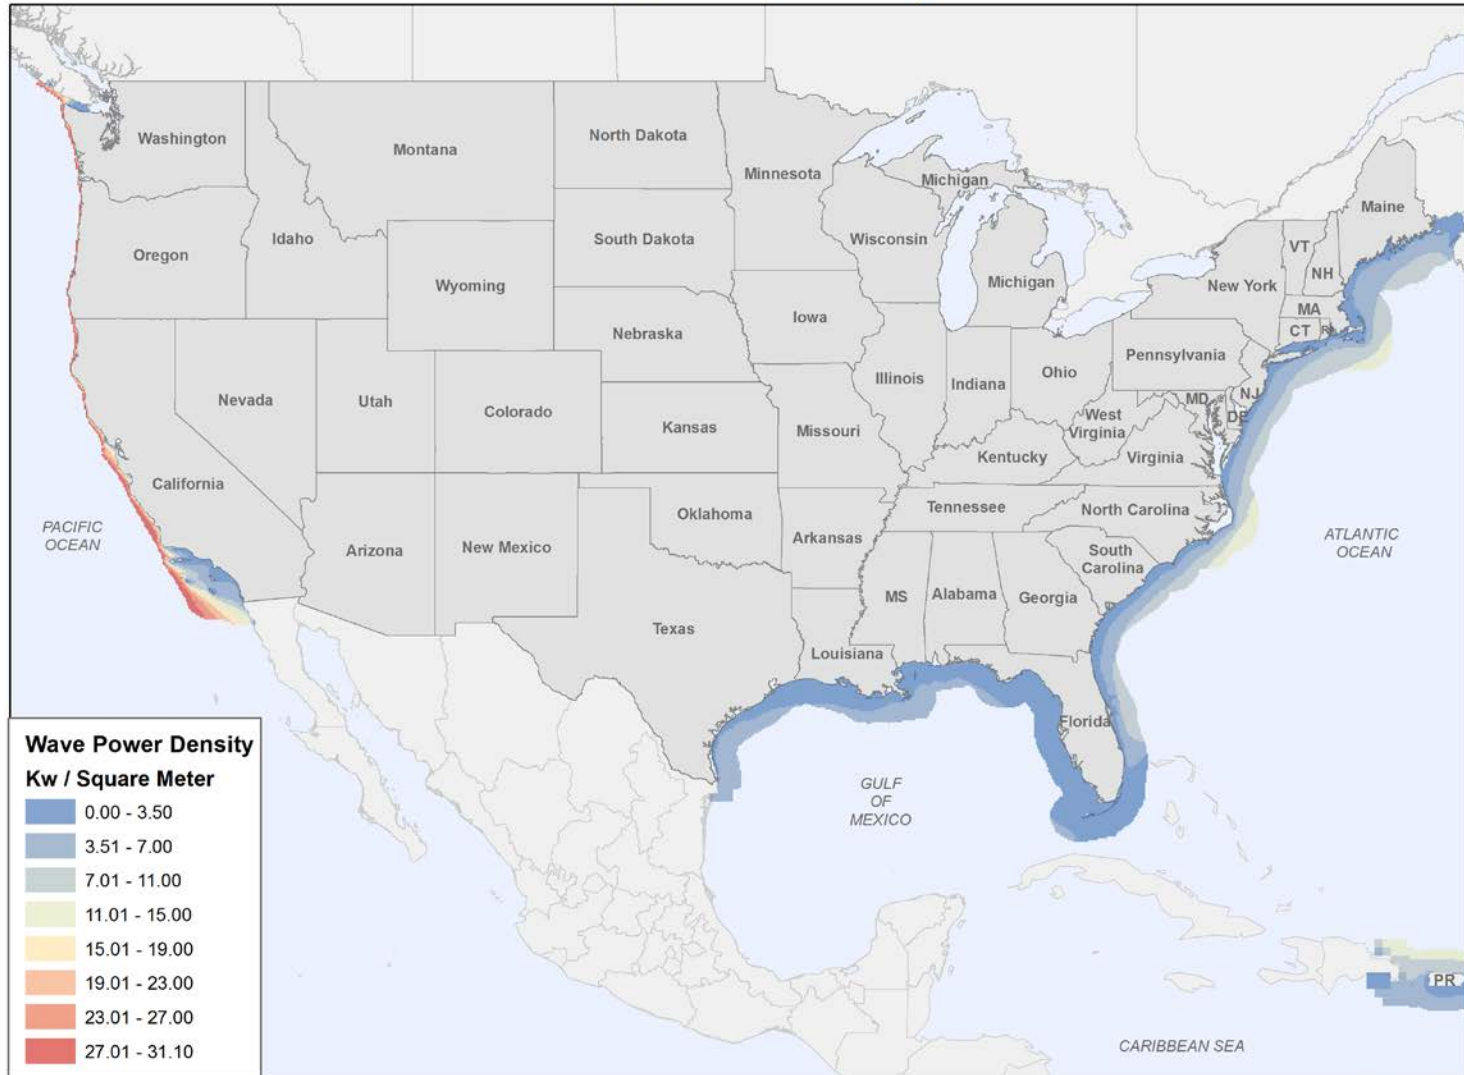 Washington
Montana
North Dakota
Minnesota
Michigan
Maine
Oregon
Idaho
South Dakota
Wisconsin
VT
NH
Wyoming
Michigan
New York
MA
CT
RI
Nebraska
Iowa
Pennsylvania
Nevada
Utah
Colorado
Illinois
Indiana
Ohio
NJ
MD
DE
Kansas
Missouri
West
Virginia
Kentucky
Virginia
California
Oklahoma
Tennessee
North Carolina
PACIFIC
OCEAN
Arizona
New Mexico
Arkansas
South
Carolina
ATLANTIC
OCEAN
MS
Alabama
Georgia
Texas
Louisiana
Florida
GULF
OF
MEXICO
PR
CARIBBEAN SEA
Wave Power Density
Kw / Square Meter
0.00 - 3.50
3.51 - 7.00
7.01 - 11.00
11.01 - 15.00
15.01 - 19.00
19.01 - 23.00
23.01 - 27.00
27.01 - 31.10